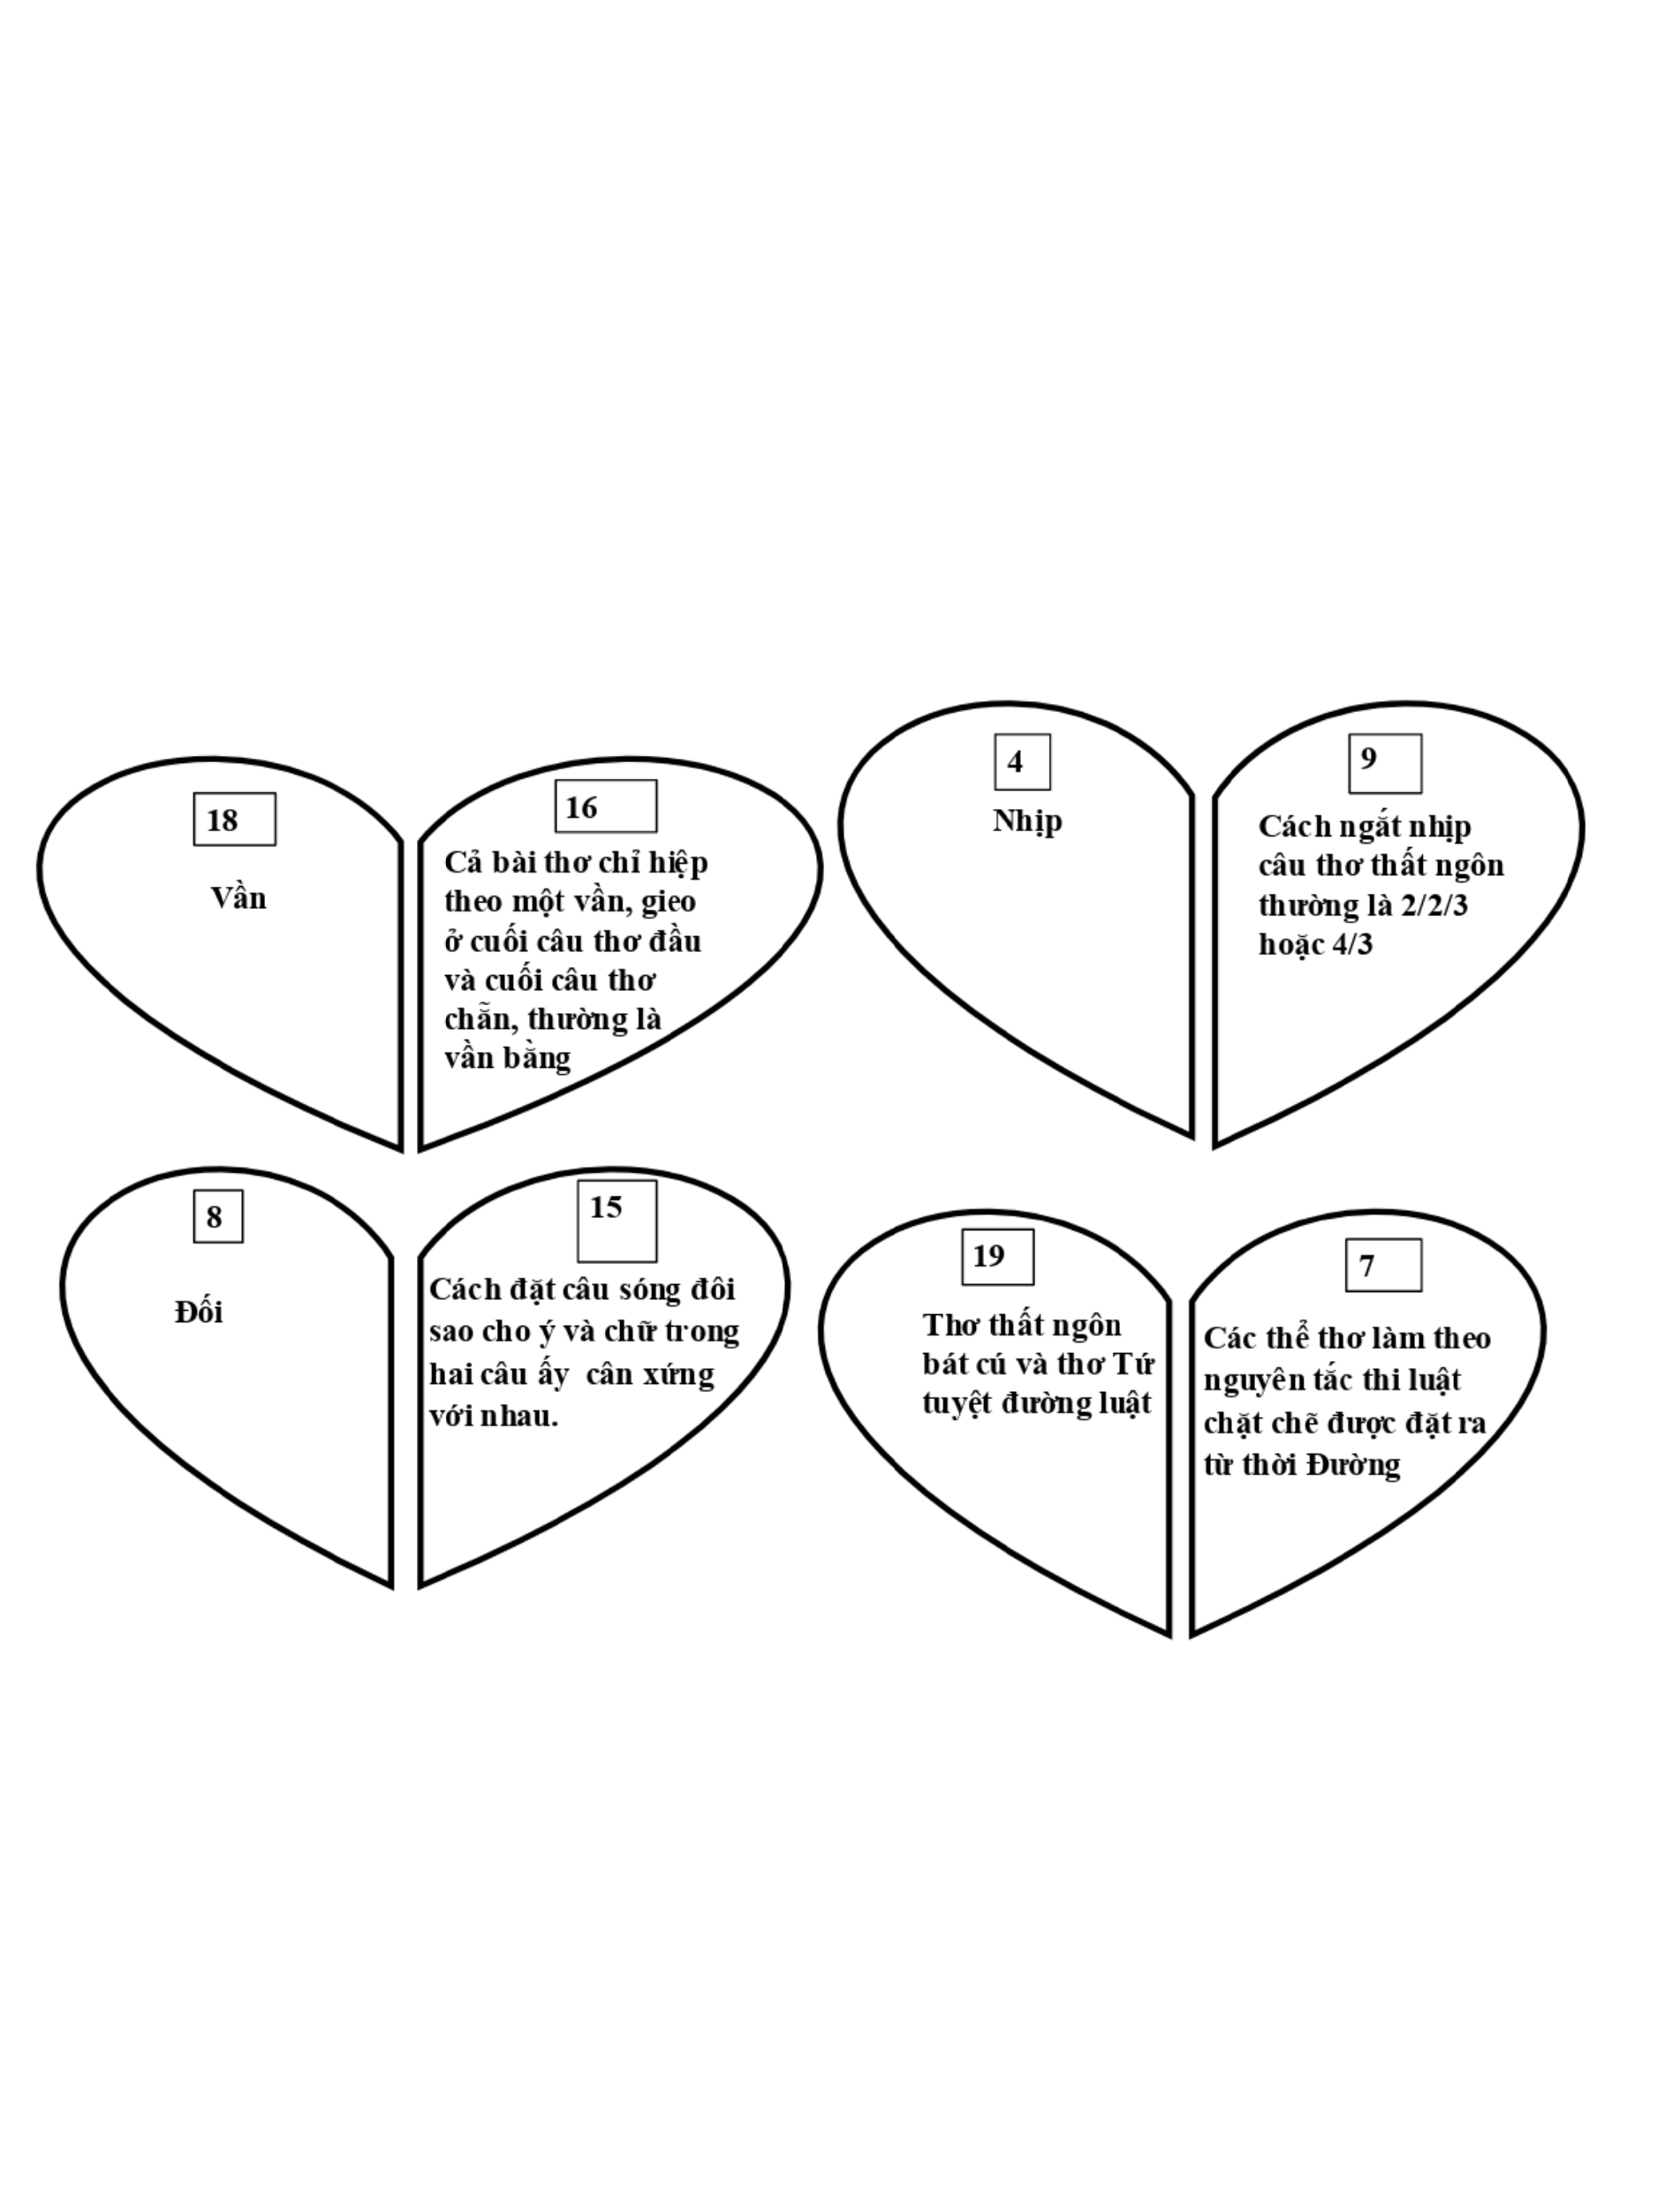 18
Vần
16
Cả bài thơ chỉ hiệp
theo một vần, gieo
ở cuối câu thơ đầu
và cuối câu thơ
chẵn, thường là
vần bằng
4
Nhịp
9
Cách ngắt nhịp
câu thơ thất ngôn
thường là 2/2/3
hoặc 4/3
8
Đối
15
Cách đặt câu sóng đôi
sao cho ý và chữ trong
hai câu ấy  cân xứng
với nhau.
19
Thơ thất ngôn
bát cú và thơ Tứ
tuyệt đường luật
7
Các thể thơ làm theo
nguyên tắc thi luật
chặt chẽ được đặt ra
từ thời Đường